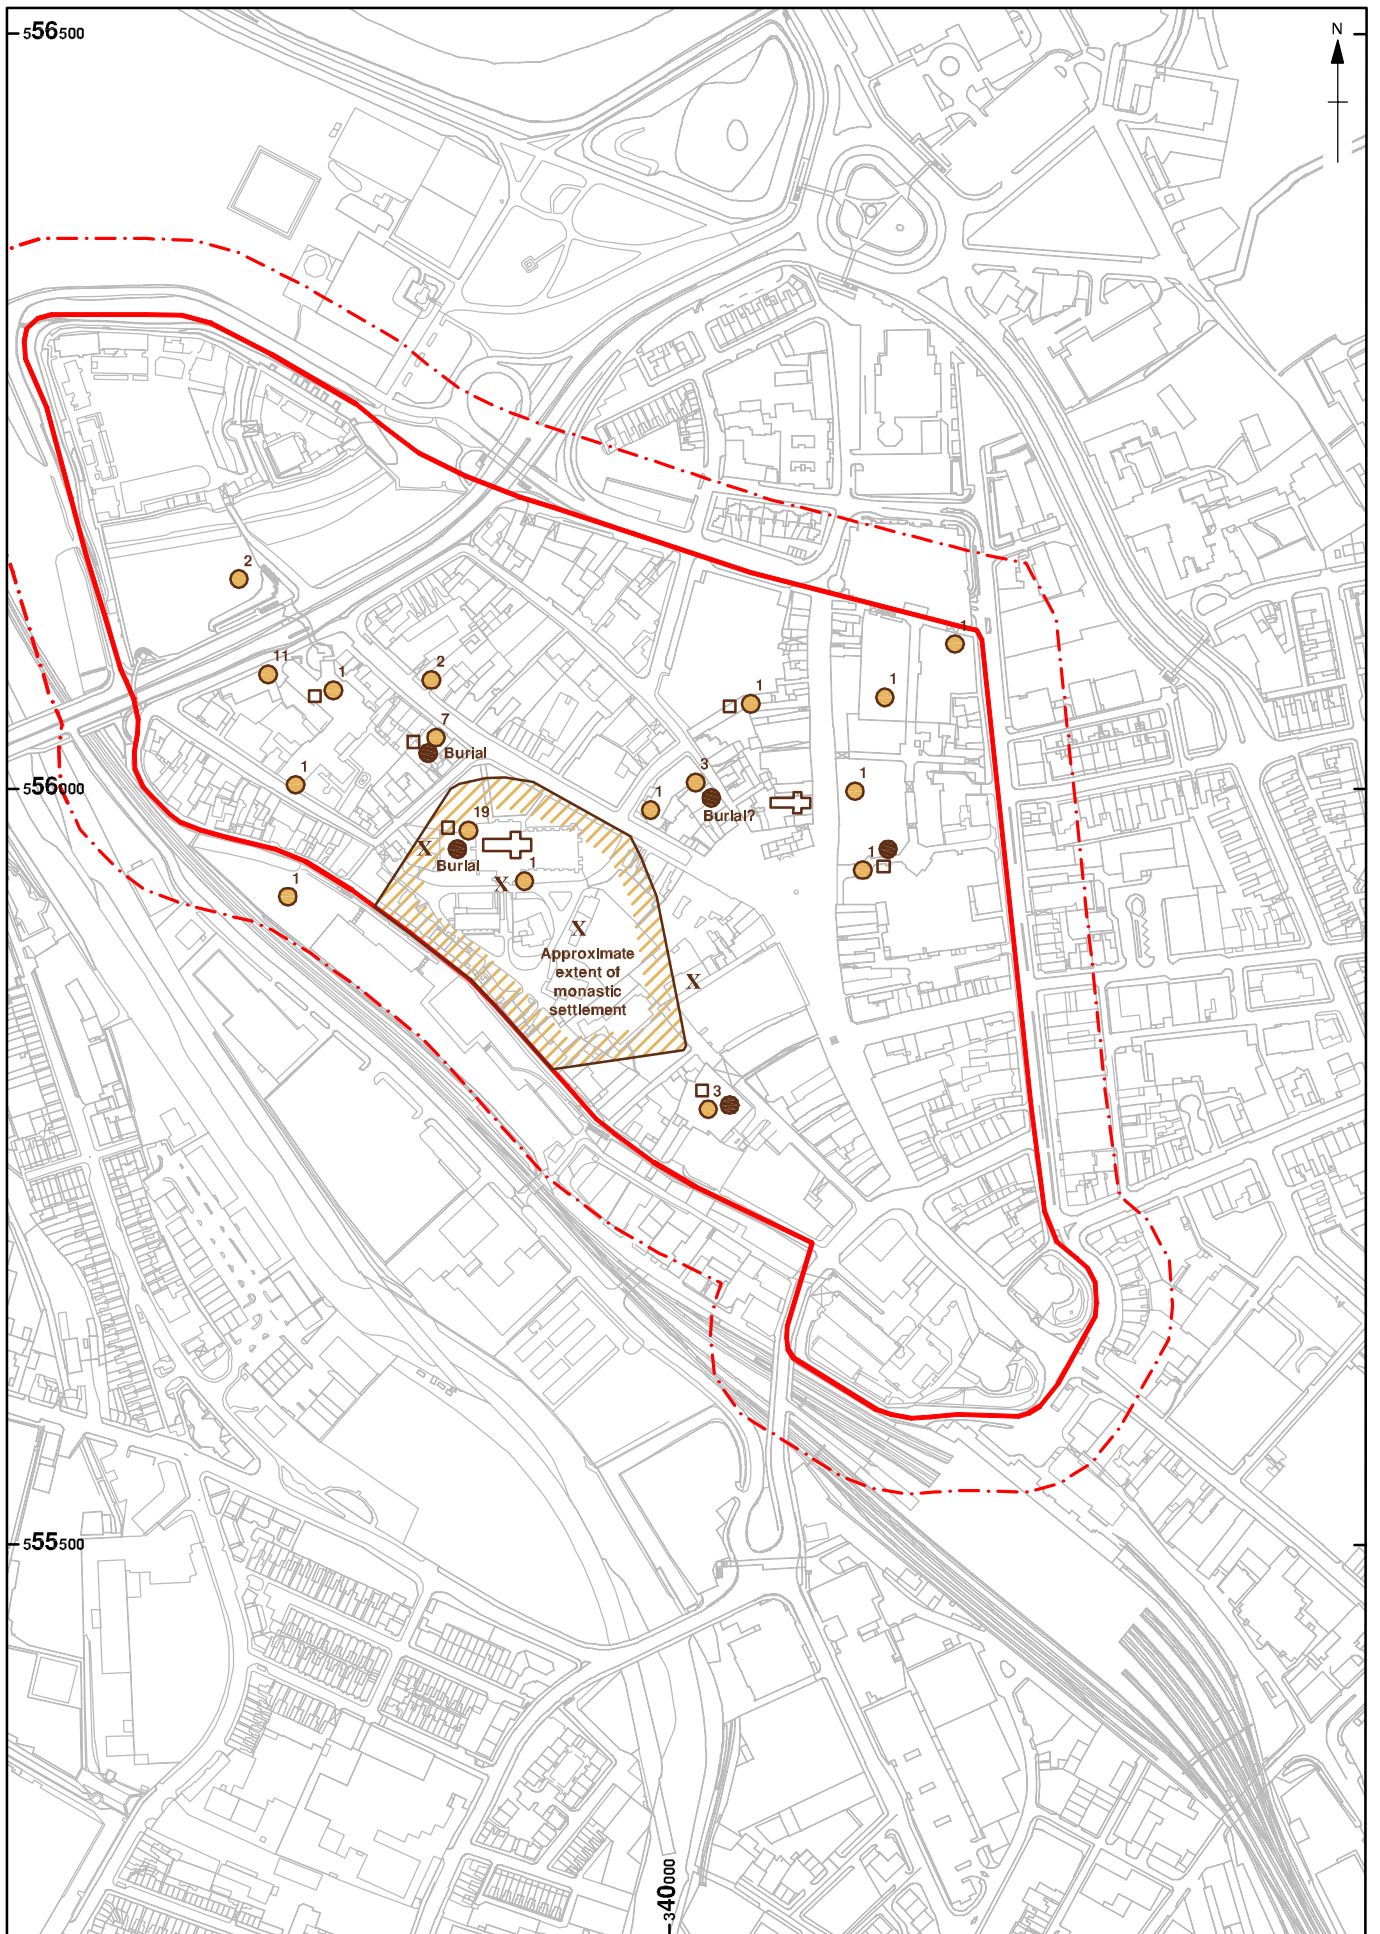 556500
N
2
11
1
2
7
Burial
1
1
1
1
3
1
Burial?
1
556000
19
X
Burial
1
X
1
1
X
Approximate
extent of
monastic
settlement
X
3
555500
340000